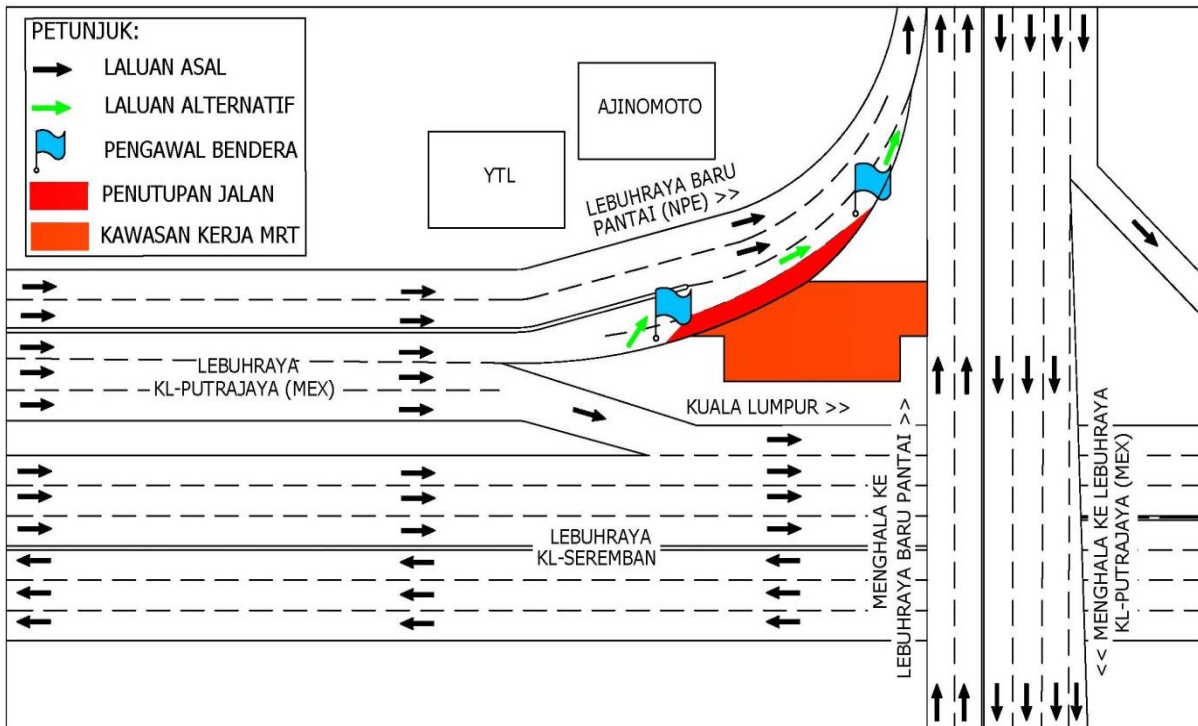 PETUNJUK:
LALUAN ASAL
LALUAN ALTERNATIF
PENGAWAL BENDERA
PENUTUPAN JALAN
KAWASAN KERJA MRT
AJINOMOTO
YTL
LEBUHRAYA BARU
PANTAI (NPE) >>
LEBUHRAYA
KL-PUTRAJAYA (MEX)
KUALA LUMPUR >>
LEBUHRAYA
KL-SEREMBAN
MENGHALA KE
LEBUHRAYA BARU PANTAI >>
<< MENGHALA KE LEBUHRAYA
KL-PUTRAJAYA (MEX)